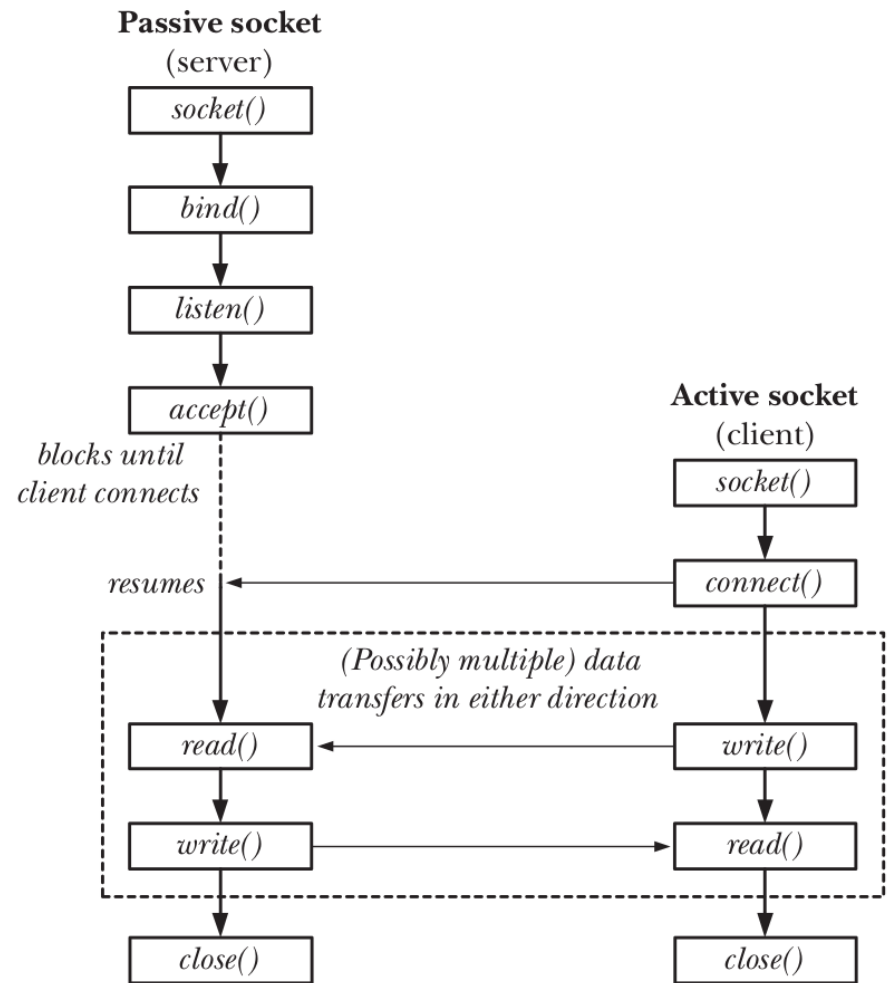 Passive socket
(server)
socket()
bind()
listen()
accept()
blocks until
client connects
resumes
Active socket
(client)
socket()
connect()
(Possibly multiple) data
transfers in either direction
read()
write()
write()
read()
close()
close()